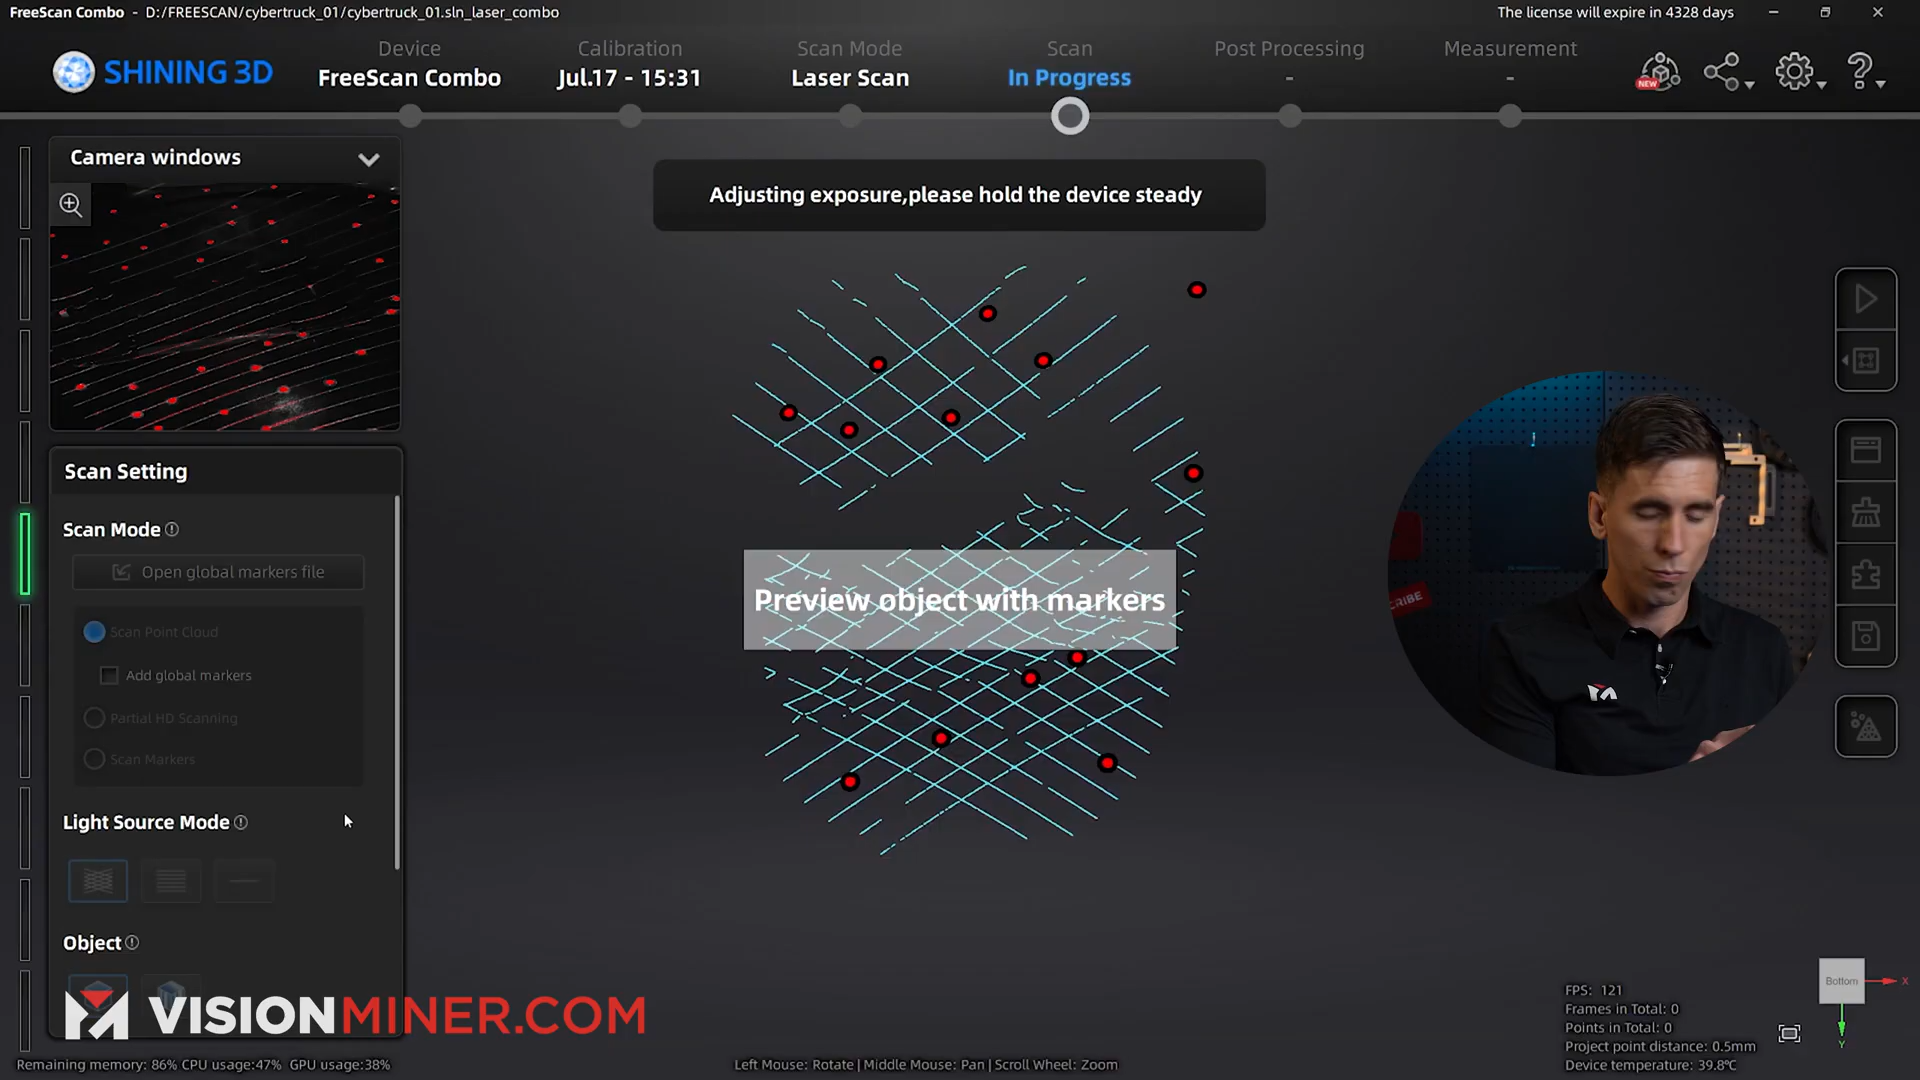 FreeScan Combo - D:/FREESCAN/cybertruck_01/cybertruck_01.sln_laser_combo
The license will expire in 4328 days
SHINING 3D
Device
FreeScan Combo
Calibration
Jul.17 - 15:31
Scan Mode
Laser Scan
Scan
In Progress
Post Processing
-
Measurement
-
NEW
Camera windows
Adjusting exposure,please hold the device steady
Scan Setting
Scan Mode
Open global markers file
Scan Point Cloud
Add global markers
Partial HD Scanning
Scan Markers
Light Source Mode
Object
Preview object with markers
CRIBE
VISIONMINER.COM
Bottom
X
Y
FPS: 121
Frames in Total: 0
Points in Total: 0
Project point distance: 0.5mm
Device temperature: 39.8℃
Remaining memory: 86% CPU usage:47% GPU usage:38%
Left Mouse: Rotate | Middle Mouse: Pan | Scroll Wheel: Zoom